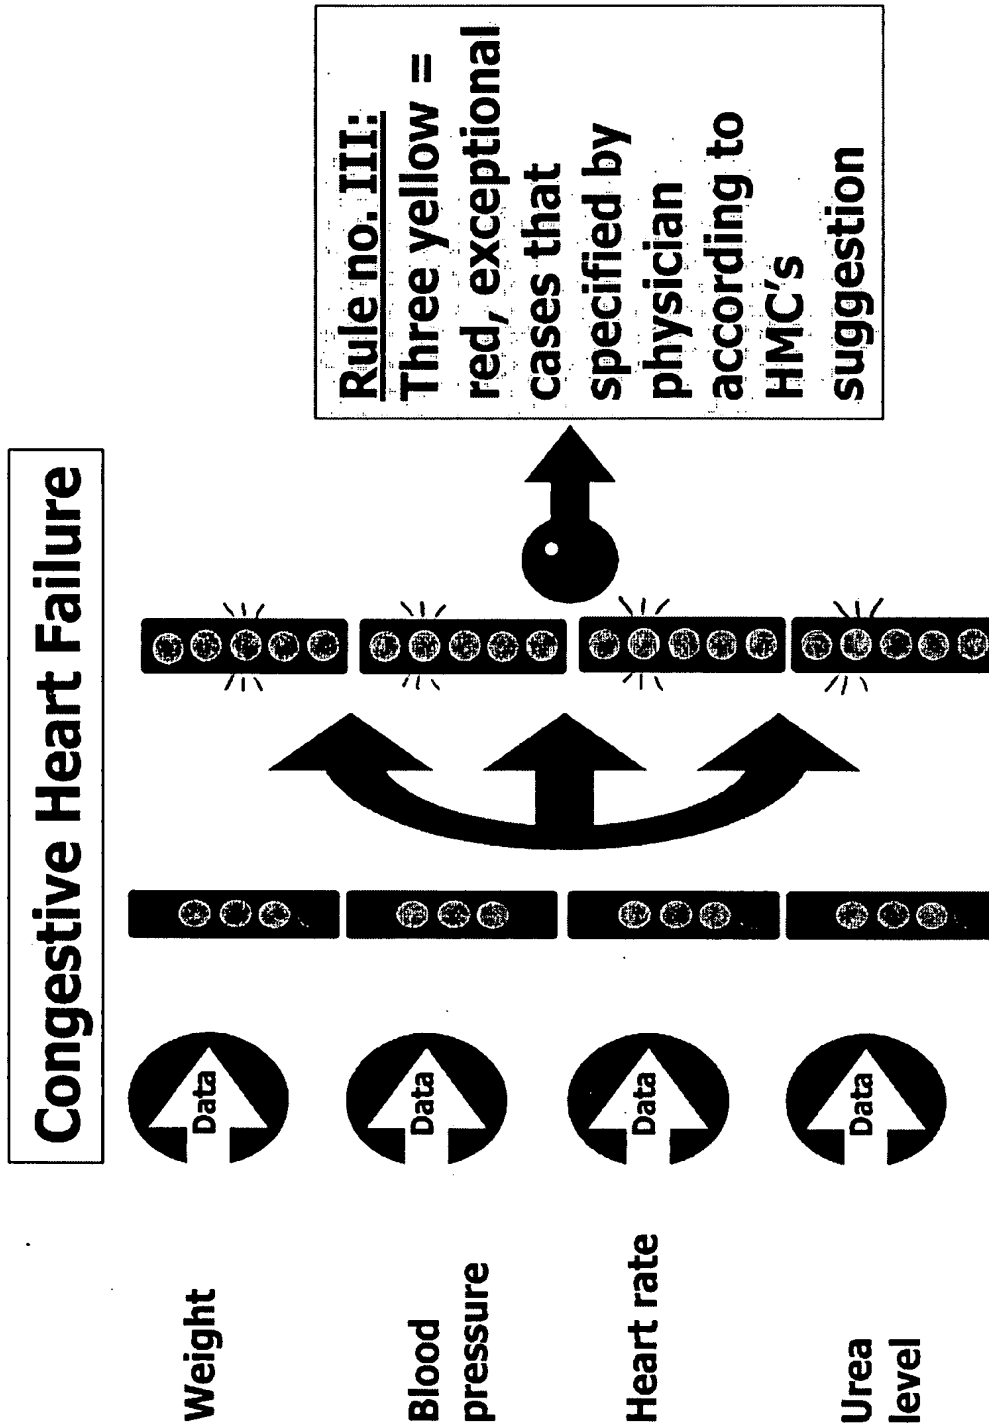 Congestive Heart Failure
Weight
Data
Blood
pressure
Data
Heart rate
Data
Urea
level
Data
Rule no. III:
Three yellow =
red, exceptional
cases that
specified by
physician
according to
HMC's
suggestion